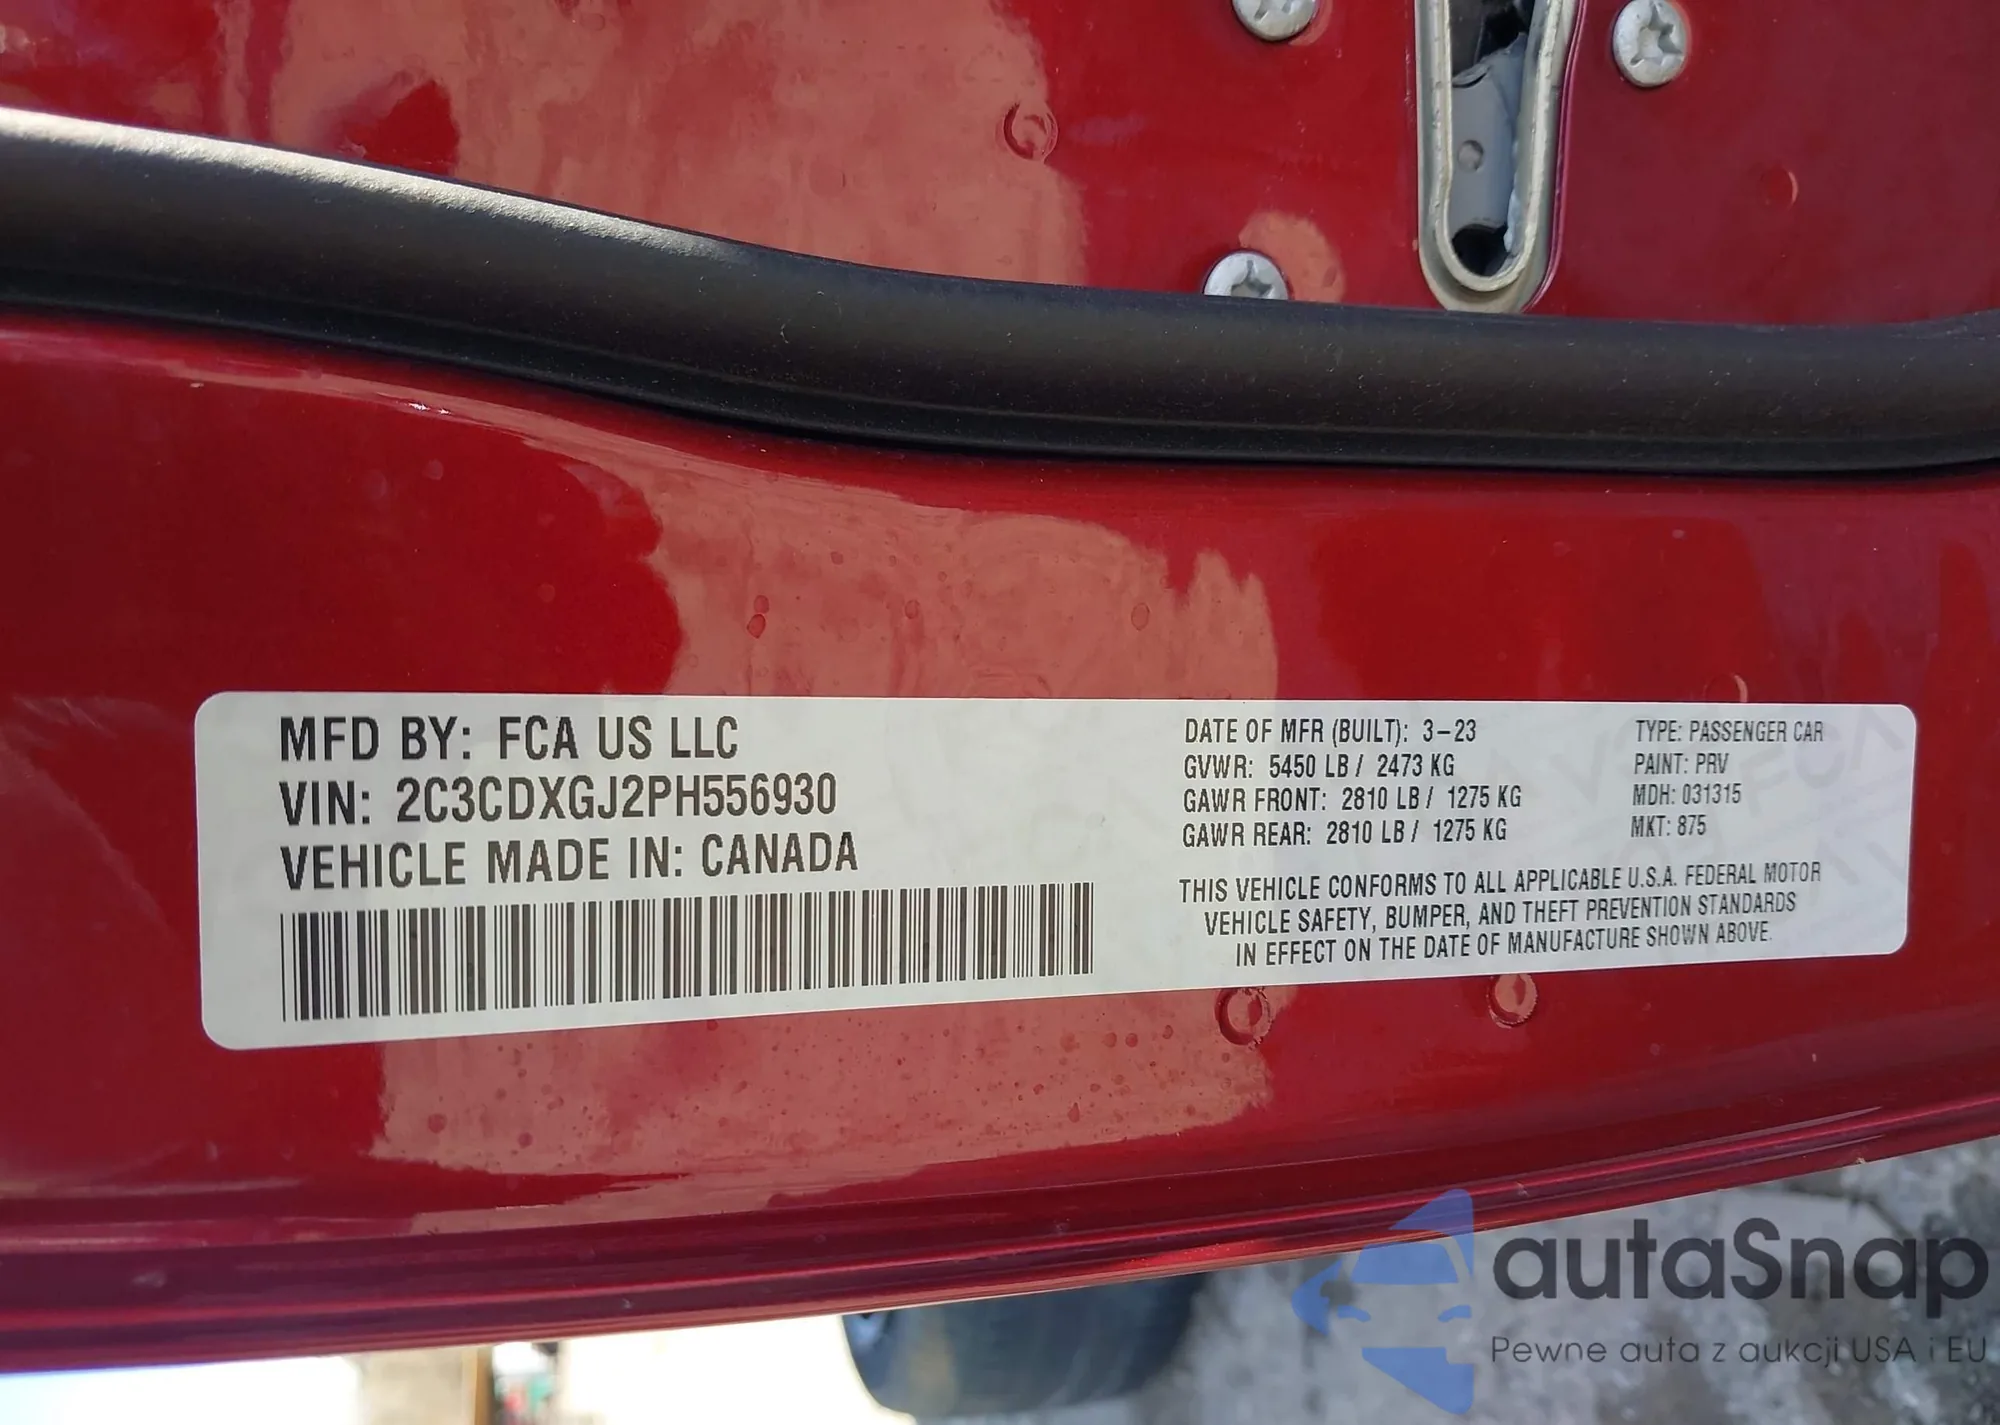 MFD BY: FCA US LLC
VIN: 2C3CDXGJ2PH556930
VEHICLE MADE IN: CANADA
DATE OF MFR (BUILT): 3-23
GVWR: 5450 LB / 2473 KG
GAWR FRONT: 2810 LB / 1275 KG
GAWR REAR: 2810 LB / 1275 KG
TYPE: PASSENGER CAR
PAINT: PRV
MDH: 031315
MKT: 875
THIS VEHICLE CONFORMS TO ALL APPLICABLE U.S.A. FEDERAL MOTOR
VEHICLE SAFETY, BUMPER, AND THEFT PREVENTION STANDARDS
IN EFFECT ON THE DATE OF MANUFACTURE SHOWN ABOVE.
autaSnap
Pewne auta z aukcji USA i EU